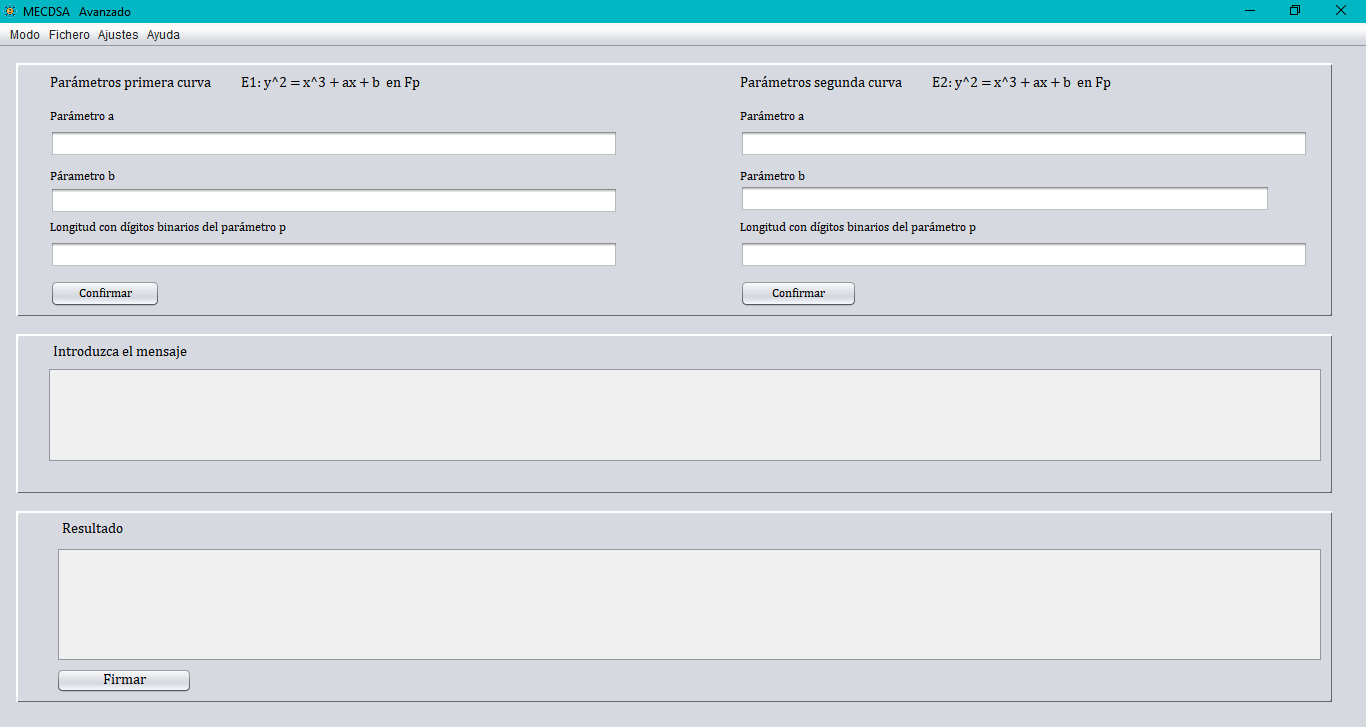 MECDSA Avanzado
Modo Fichero Ajustes Ayuda
Parámetros primera curva E1: y^2 = x^3 + ax + b en Fp
Parámetro a
Párametro b
Longitud con dígitos binarios del parámetro p
Confirmar
Parámetros segunda curva E2: y^2 = x^3 + ax + b en Fp
Parámetro a
Parámetro b
Longitud con dígitos binarios del parámetro p
Confirmar
Introduzca el mensaje
Resultado
Firmar